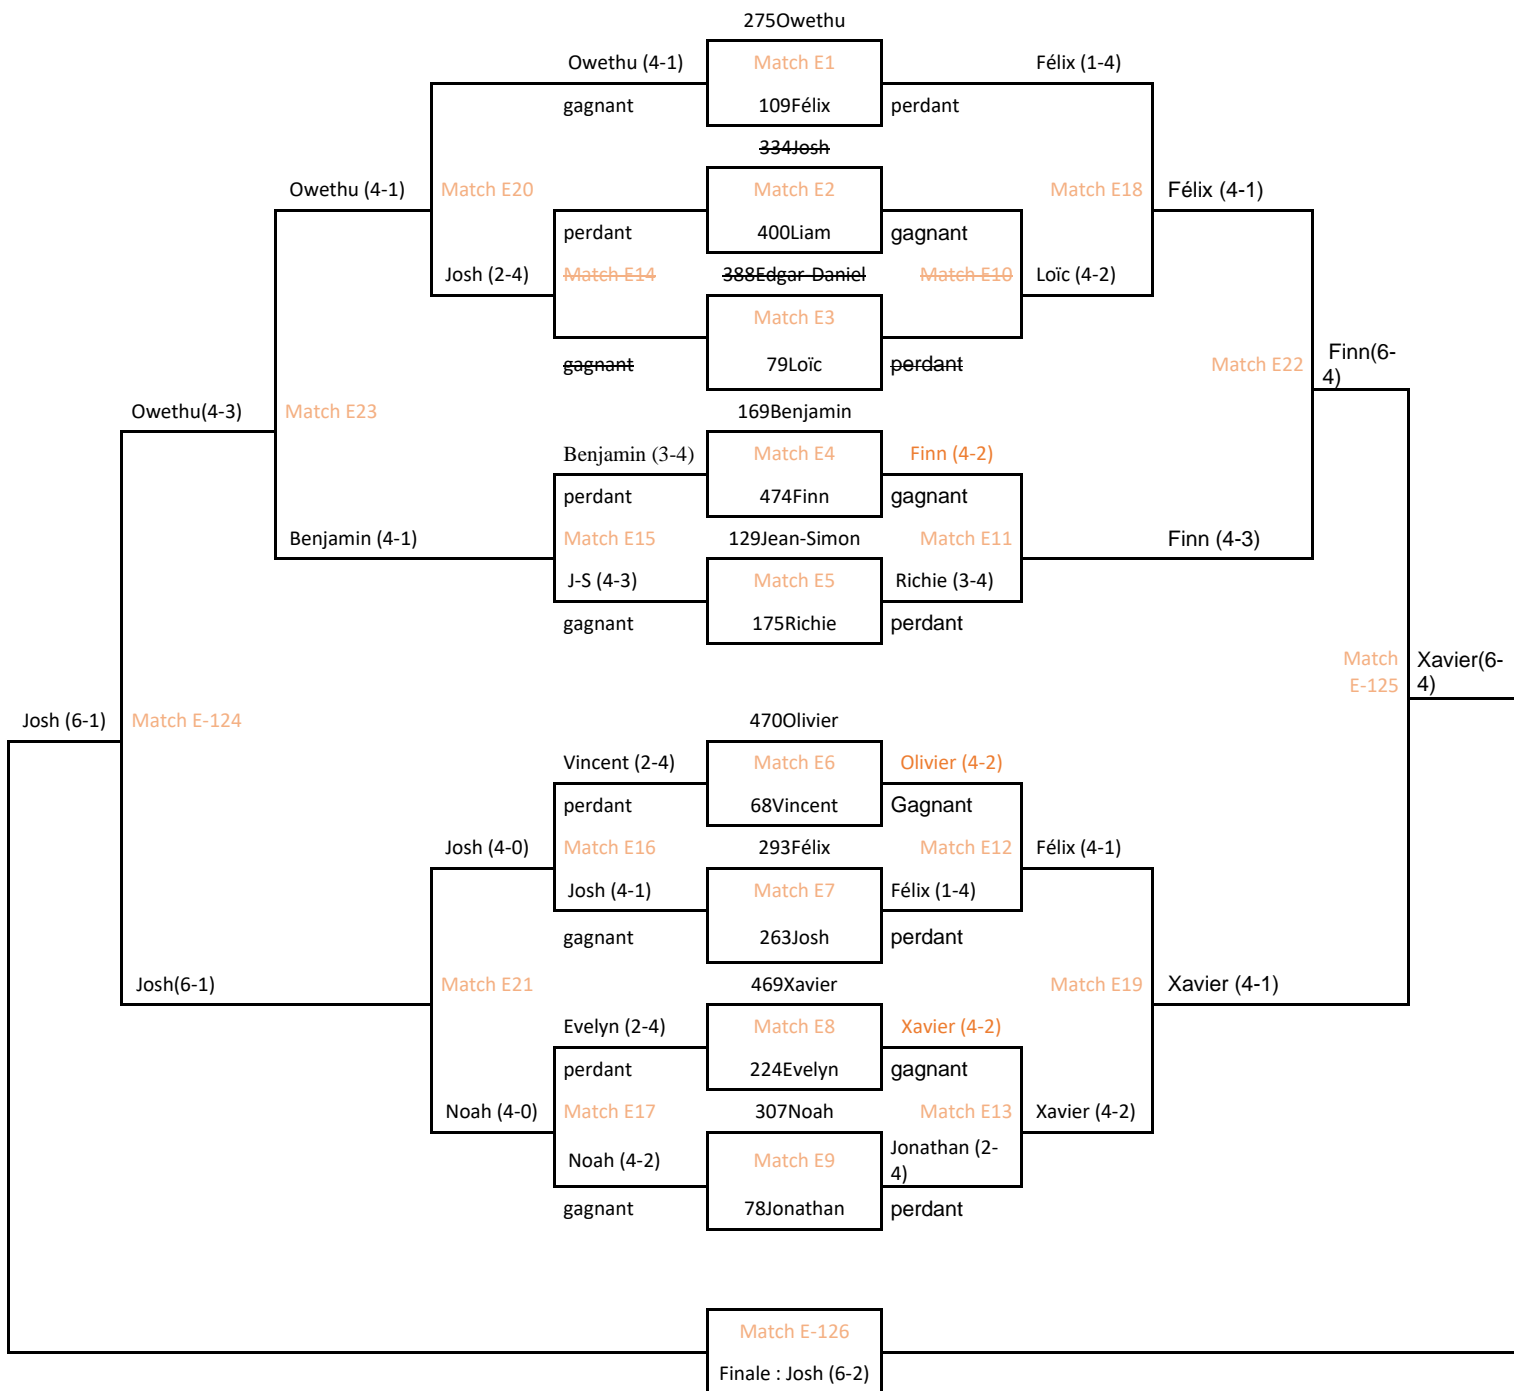 275Owethu
Owethu (4-1) Match E1 Félix (1-4)
gagnant 109Félix perdant
334Josh
Owethu (4-1) Match E20 Match E2 Match E18 Félix (4-1)
perdant 400Liam gagnant
Josh (2-4) Match E14 388Edgar-Daniel Match E10 Loïc (4-2)
Match E3
gagnant 79Loïc perdant Match E22 Finn(6-
4)
Owethu(4-3) Match E23 169Benjamin
Benjamin (3-4) Match E4 Finn (4-2)
perdant 474Finn gagnant
Benjamin (4-1) Match E15 129Jean-Simon Match E11 Finn (4-3)
J-S (4-3) Match E5 Richie (3-4)
gagnant 175Richie perdant
Match Xavier(6-
E-125 4)
Josh (6-1) Match E-124 470Olivier
Vincent (2-4) Match E6 Olivier (4-2)
perdant 68Vincent Gagnant
Josh (4-0) Match E16 293Félix Match E12 Félix (4-1)
Josh (4-1) Match E7 Félix (1-4)
gagnant 263Josh perdant
Josh(6-1) Match E21 469Xavier Match E19 Xavier (4-1)
Evelyn (2-4) Match E8 Xavier (4-2)
perdant 224Evelyn gagnant
Noah (4-0) Match E17 307Noah Match E13 Xavier (4-2)
Noah (4-2) Match E9 Jonathan (2-
4)
gagnant 78Jonathan perdant
Match E-126
Finale : Josh (6-2)